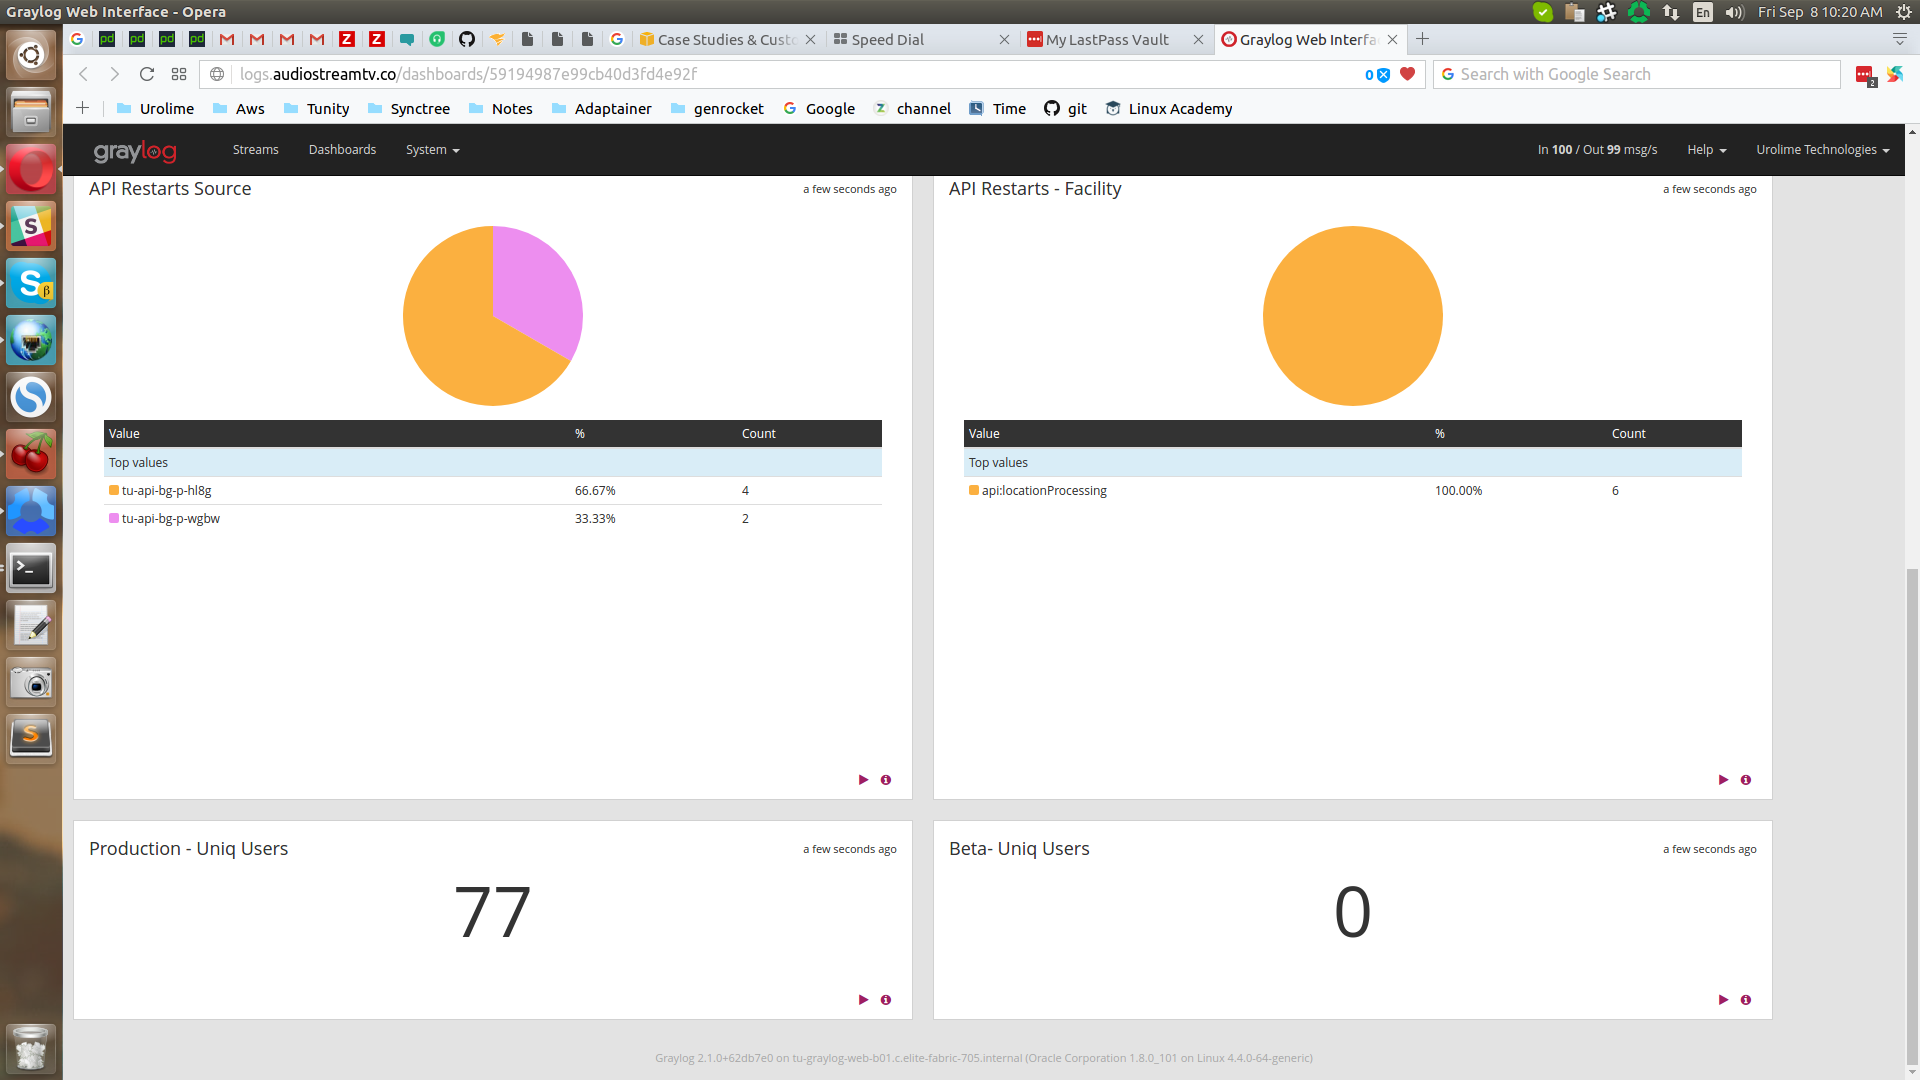 Graylog Web Interface - Opera
En
Fri Sep 8 10:20 AM
Case Studies & Custo
Speed Dial
My LastPass Vault
Graylog Web Interfa
logs.audiostreamtv.co/dashboards/59194987e99cb40d3fd4e92f
0
Search with Google Search
2
Urolime
Aws
Tunity
Synctree
Notes
Adaptainer
genrocket
Google
channel
Time
git
Linux Academy
graylog
Streams
Dashboards
System
In 100 / Out 99 msg/s
Help
Urolime Technologies
API Restarts Source
a few seconds ago
Value % Count
Top values
tu-api-bg-p-hl8g 66.67% 4
tu-api-bg-p-wgbw 33.33% 2
API Restarts - Facility
a few seconds ago
Value % Count
Top values
api:locationProcessing 100.00% 6
Production - Uniq Users
a few seconds ago
77
Beta- Uniq Users
a few seconds ago
0
Graylog 2.1.0+62db7e0 on tu-graylog-web-b01.c.elite-fabric-705.internal (Oracle Corporation 1.8.0_101 on Linux 4.4.0-64-generic)